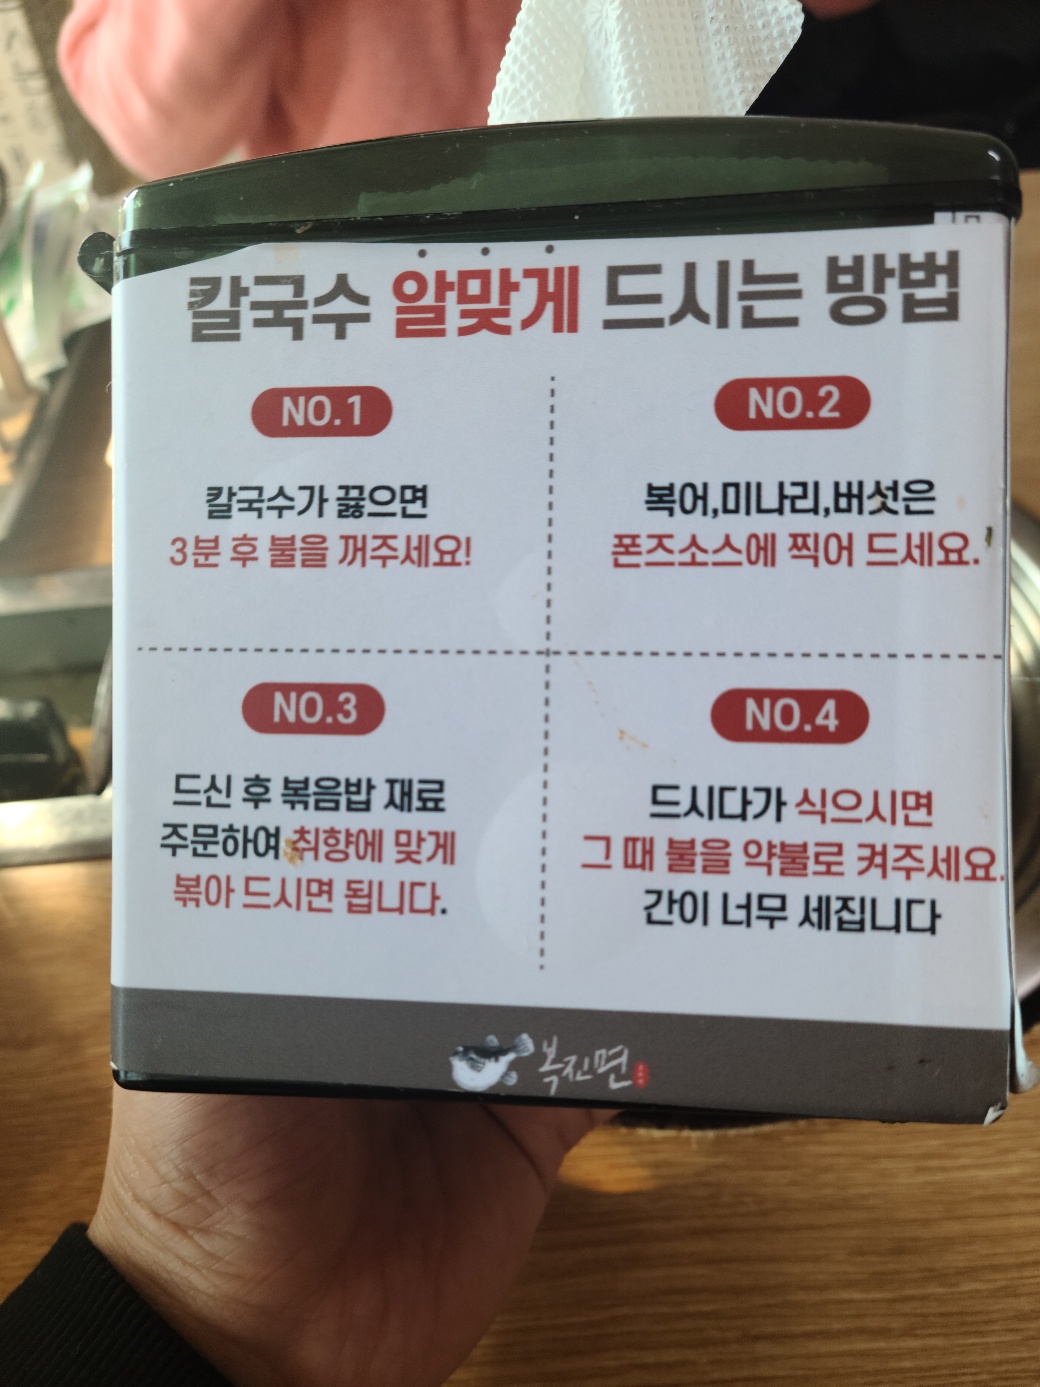 칼국수 알맞게 드시는 방법
NO.1
칼국수가 끓으면
3분 후 불을 꺼주세요!
NO.2
복어,미나리,버섯은
폰즈소스에 찍어 드세요.
NO.3
드신 후 볶음밥 재료
주문하여 취향에 맞게
볶아 드시면 됩니다.
NO.4
드시다가 식으시면
그 때 불을 약불로 켜주세요.
간이 너무 세집니다
복진면